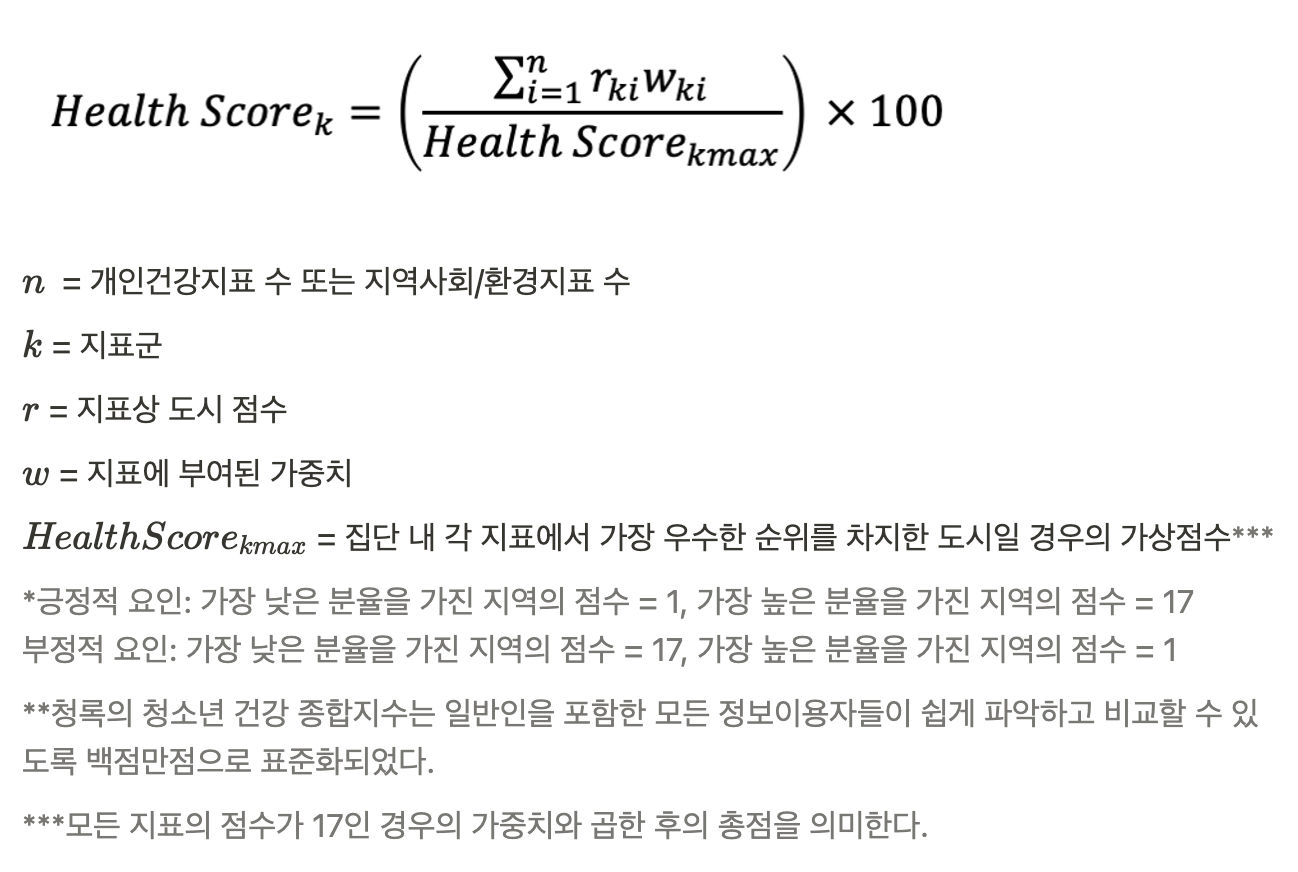 Health Score_k = ( \frac{\sum_{i=1}^{n} r_{ki} w_{ki}}{Health Score_{kmax}} ) × 100
n = 개인건강지표 수 또는 지역사회/환경지표 수
k = 지표군
r = 지표상 도시 점수
w = 지표에 부여된 가중치
HealthScore_{kmax} = 집단 내 각 지표에서 가장 우수한 순위를 차지한 도시일 경우의 가상점수***
*긍정적 요인: 가장 낮은 분율을 가진 지역의 점수 = 1, 가장 높은 분율을 가진 지역의 점수 = 17
부정적 요인: 가장 낮은 분율을 가진 지역의 점수 = 17, 가장 높은 분율을 가진 지역의 점수 = 1
**청록의 청소년 건강 종합지수는 일반인을 포함한 모든 정보이용자들이 쉽게 파악하고 비교할 수 있
도록 백점만점으로 표준화되었다.
***모든 지표의 점수가 17인 경우의 가중치와 곱한 후의 총점을 의미한다.